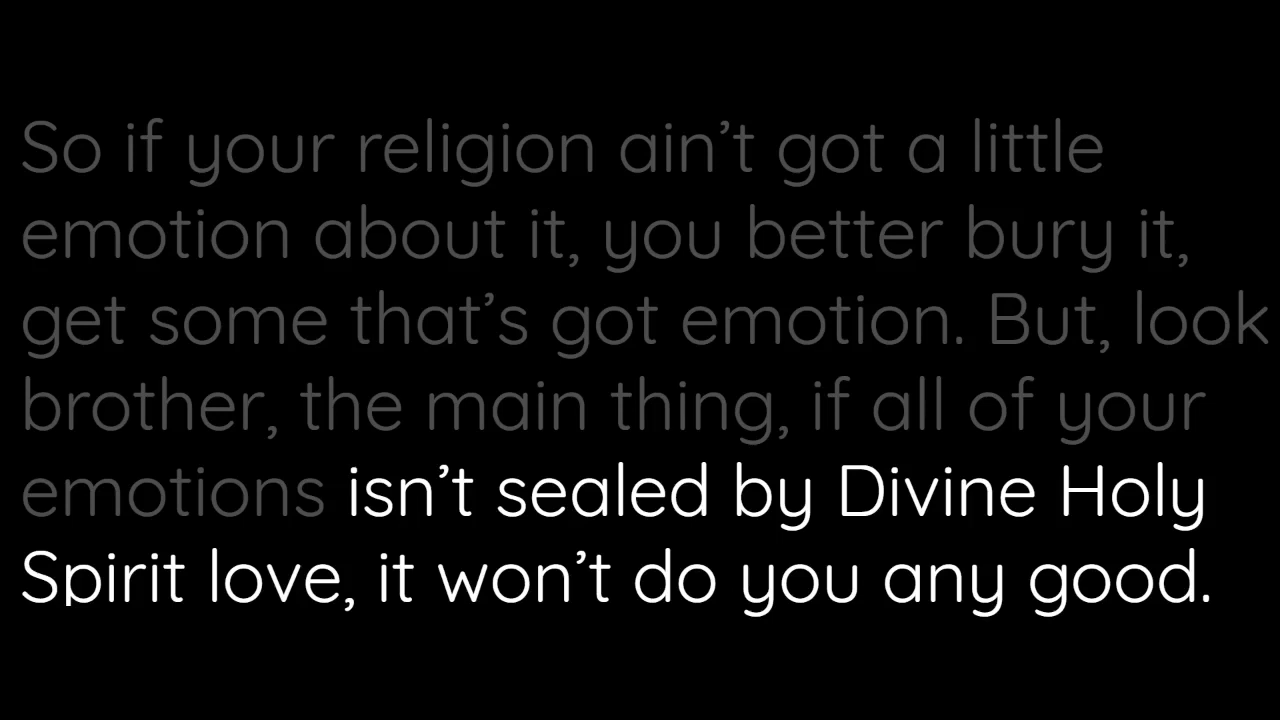 So if your religion ain’t got a little
emotion about it, you better bury it,
get some that’s got emotion. But, look
brother, the main thing, if all of your
emotions isn’t sealed by Divine Holy
Spirit love, it won’t do you any good.